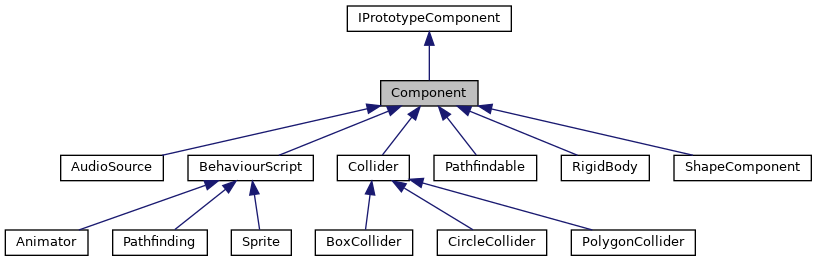 IPrototypeComponent
Component
AudioSource
BehaviourScript
Collider
Pathfindable
RigidBody
ShapeComponent
Animator
Pathfinding
Sprite
BoxCollider
CircleCollider
PolygonCollider